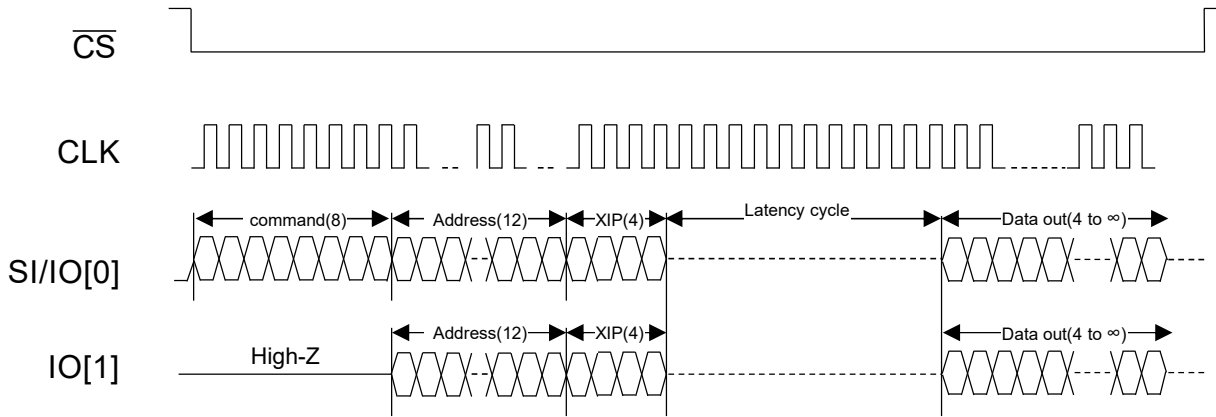 C̅S̅
CLK
command(8) Address(12) XIP(4) Latency cycle Data out(4 to ∞)
SI/IO[0]
Address(12) XIP(4) Data out(4 to ∞)
High-Z
IO[1]